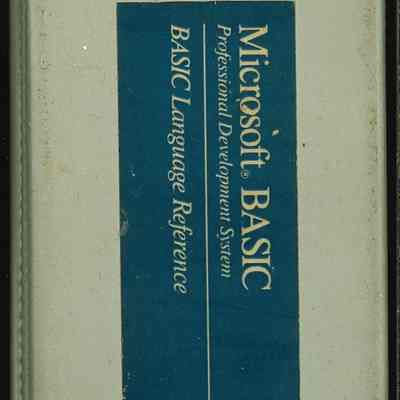 Microsoft® BASIC
Professional Development System
BASIC Language Reference